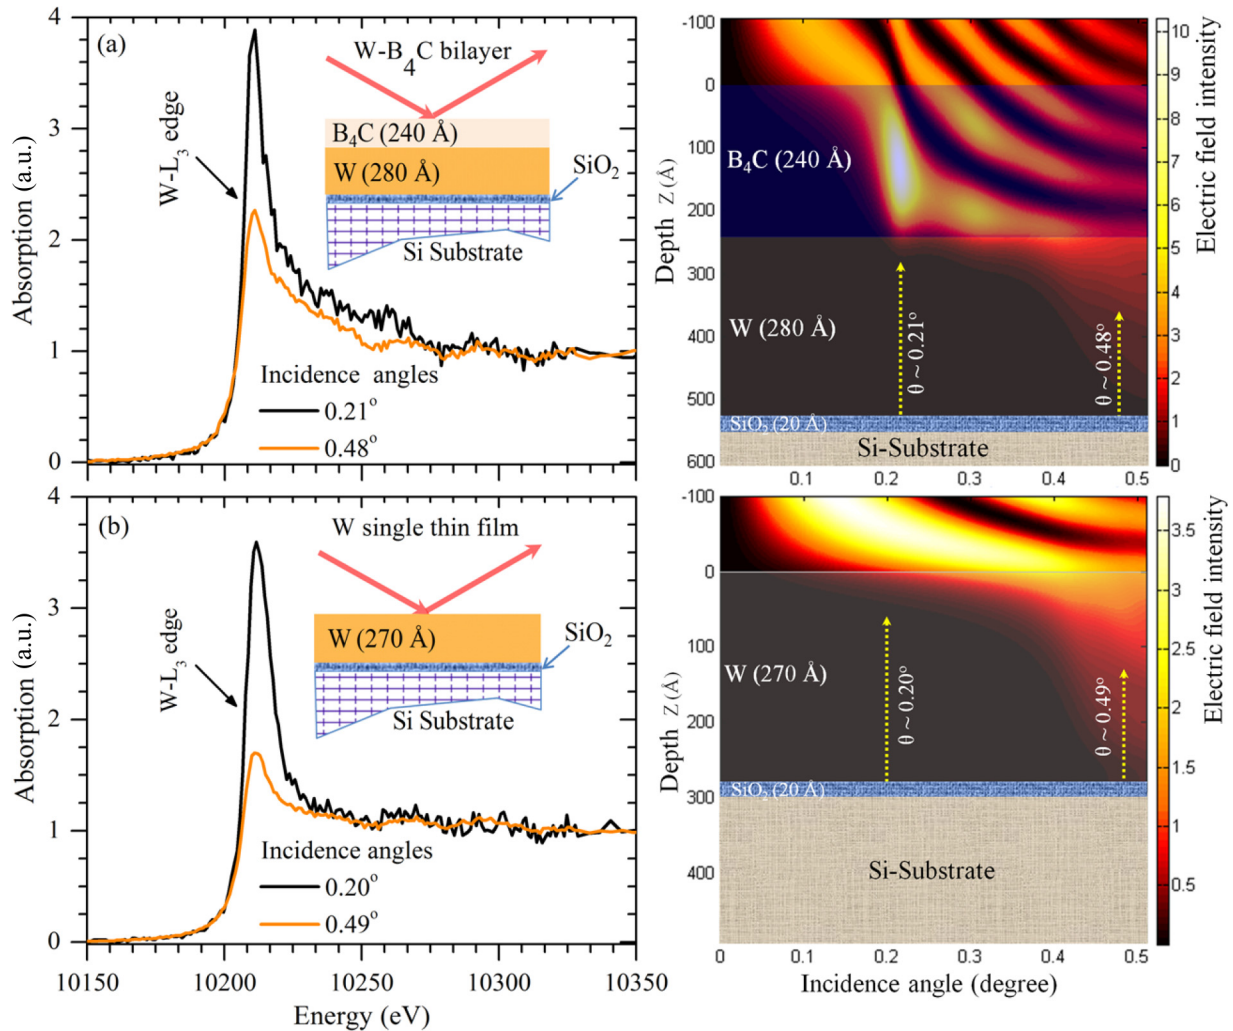 (a)
W-B4C bilayer
B4C (240 Å)
W (280 Å)
SiO2
Si Substrate
W-L3 edge
Incidence angles
0.21°
0.48°
Absorption (a.u.)
4
3
2
1
0
-100
0
100
200
300
400
500
600
Depth Z (Å)
B4C (240 Å)
W (280 Å)
θ ~ 0.21°
θ ~ 0.48°
SiO2 (20 Å)
Si-Substrate
0.1
0.2
0.3
0.4
0.5
10
9
8
7
6
5
4
3
2
1
0
Electric field intensity
(b)
W single thin film
W (270 Å)
SiO2
Si Substrate
W-L3 edge
Incidence angles
0.20°
0.49°
Absorption (a.u.)
4
3
2
1
0
10150
10200
10250
10300
10350
Energy (eV)
-100
0
100
200
300
400
Depth Z (Å)
W (270 Å)
θ ~ 0.20°
θ ~ 0.49°
SiO2 (20 Å)
Si-Substrate
0
0.1
0.2
0.3
0.4
0.5
Incidence angle (degree)
3.5
3
2.5
2
1.5
1
0.5
Electric field intensity